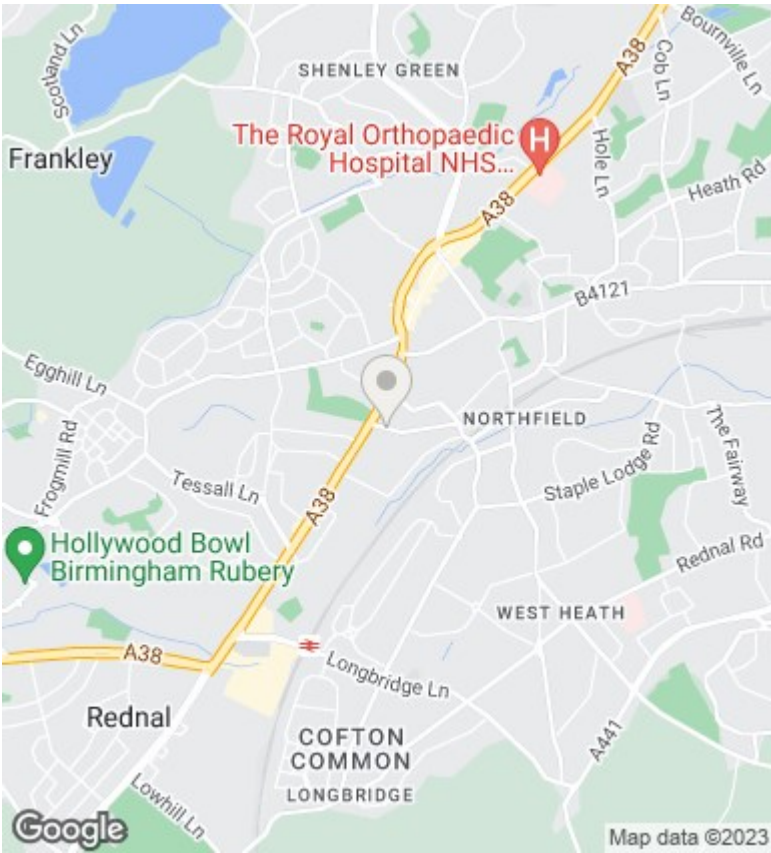 Scotland Ln
SHENLEY GREEN
A38
Bournville Ln
Cob Ln
Frankley
The Royal Orthopaedic
Hospital NHS...
H
Hole Ln
Heath Rd
A38
B4121
Egghill Ln
Frogmill Rd
NORTHFIELD
The Fairway
Tessall Ln
Staple Lodge Rd
A38
Hollywood Bowl
Birmingham Rubery
Rednal Rd
WEST HEATH
A38
Longbridge Ln
Rednal
COFTON
COMMON
A441
LONGBRIDGE
Lowhill Ln
Google
Map data ©2023